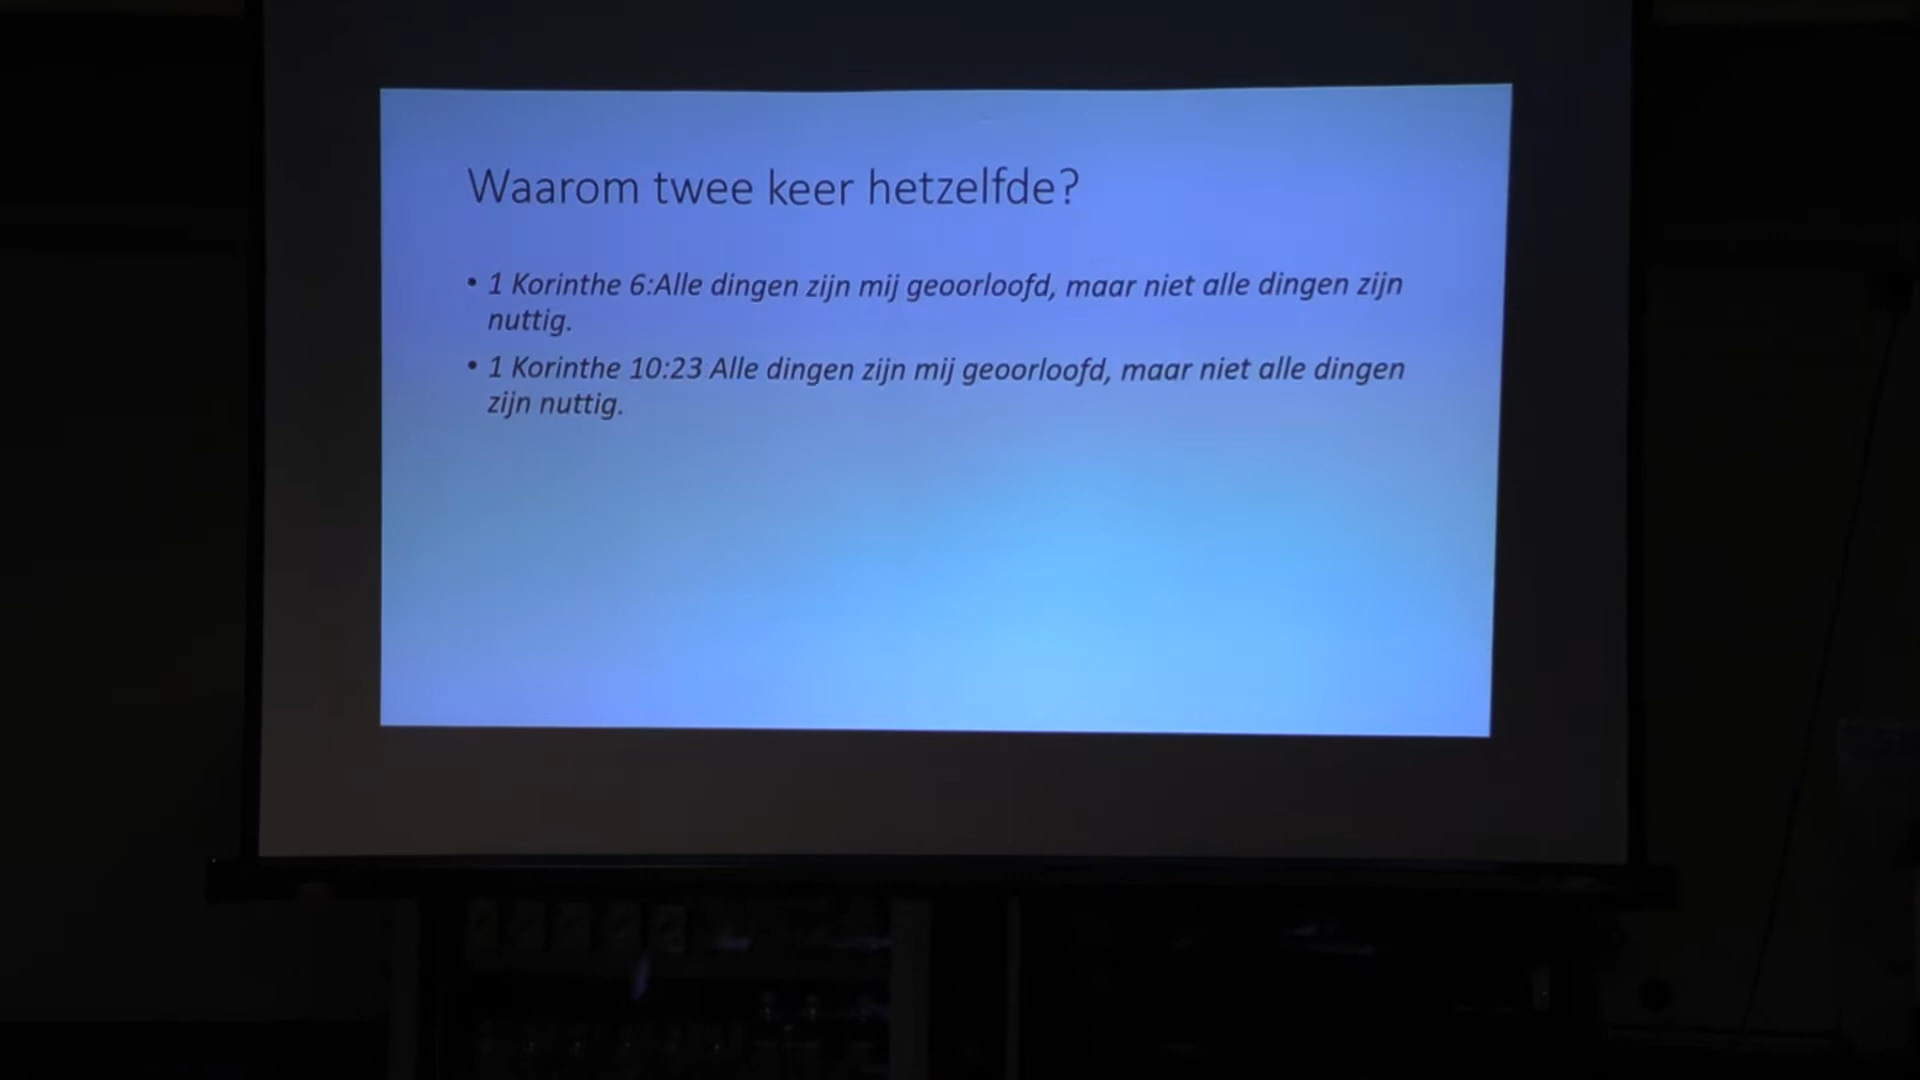 Waarom twee keer hetzelfde?
• 1 Korinthe 6:Alle dingen zijn mij geoorloofd, maar niet alle dingen zijn
nuttig.
• 1 Korinthe 10:23 Alle dingen zijn mij geoorloofd, maar niet alle dingen
zijn nuttig.